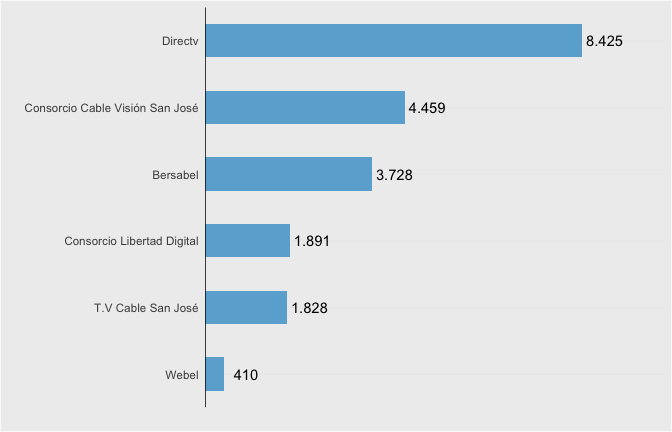 Directv 8.425
Consorcio Cable Visión San José 4.459
Bersabel 3.728
Consorcio Libertad Digital 1.891
T.V Cable San José 1.828
Webel 410